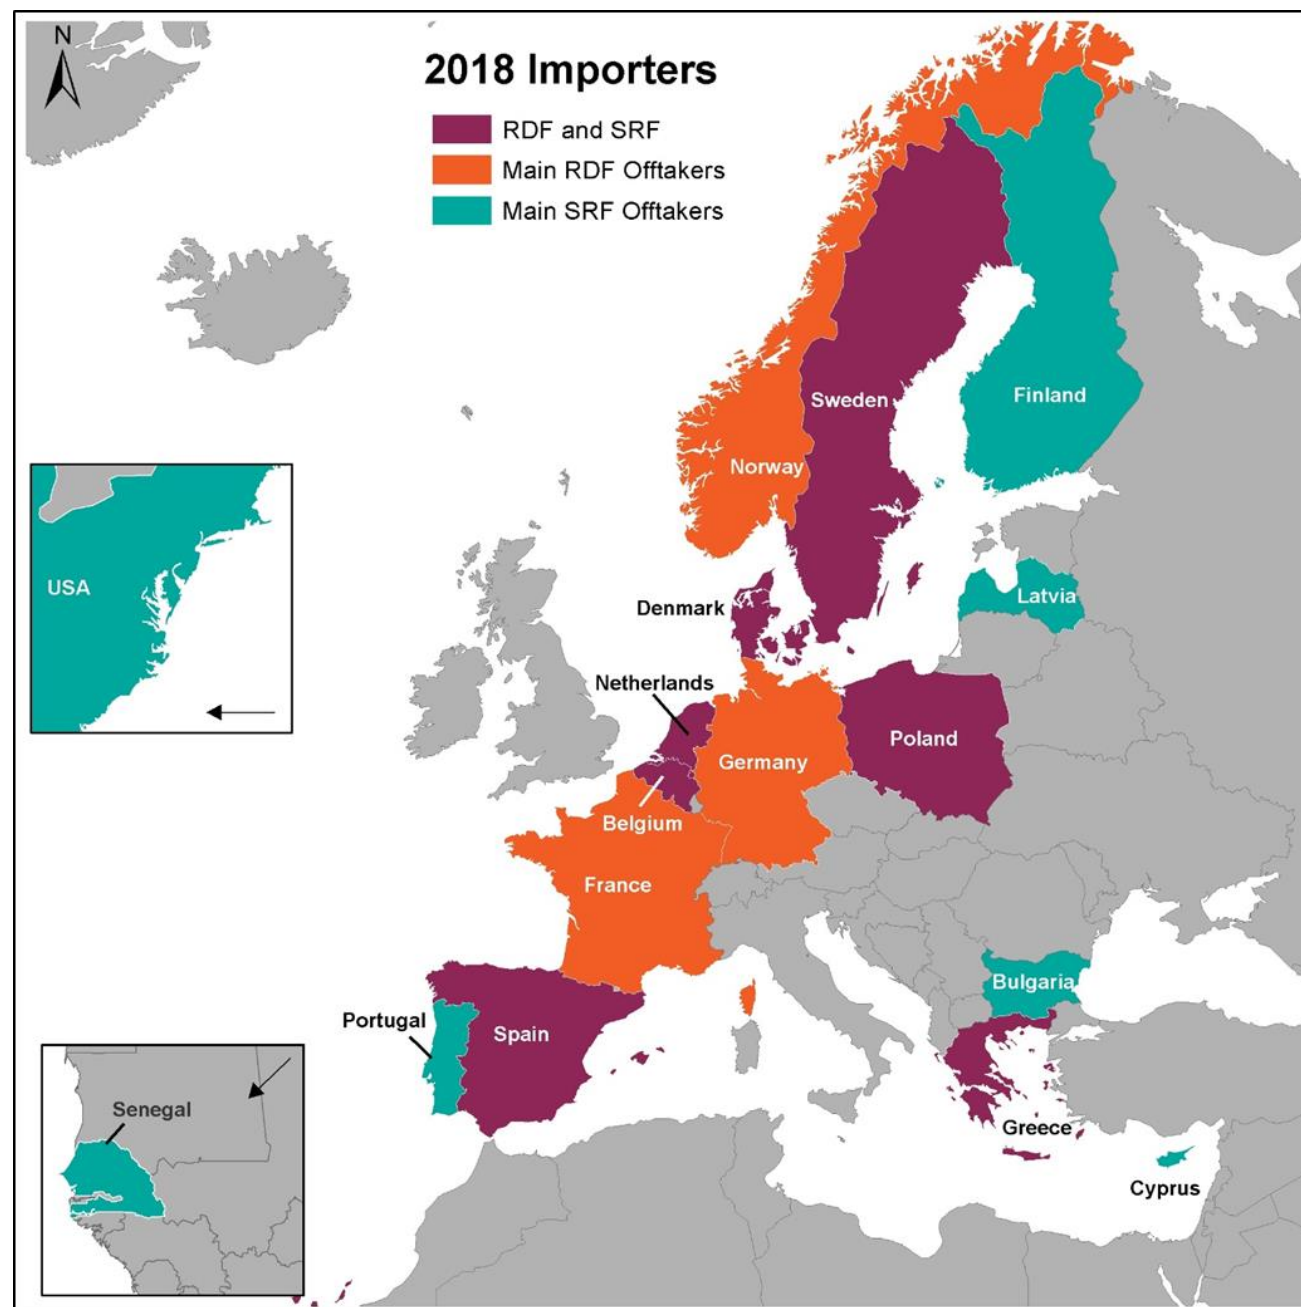 N
2018 Importers
RDF and SRF
Main RDF Offtakers
Main SRF Offtakers
Sweden
Finland
Norway
USA
Latvia
Denmark
Netherlands
Poland
Germany
Belgium
France
Bulgaria
Portugal
Spain
Senegal
Greece
Cyprus